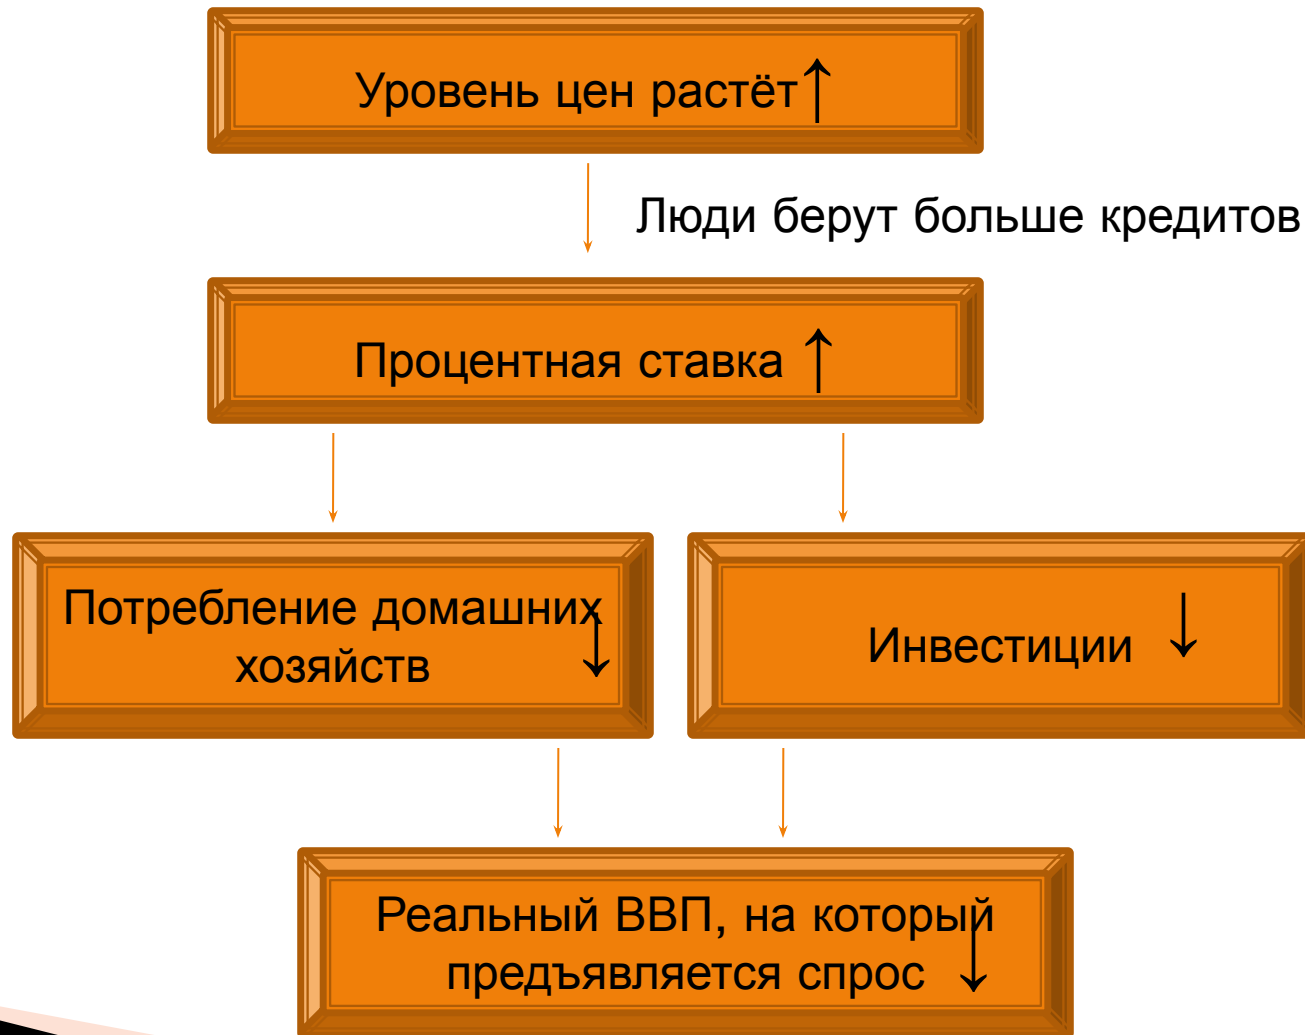 Уровень цен растёт↑
Люди берут больше кредитов
Процентная ставка ↑
Потребление домашних ↓
хозяйств
Инвестиции ↓
Реальный ВВП, на который
предъявляется спрос ↓